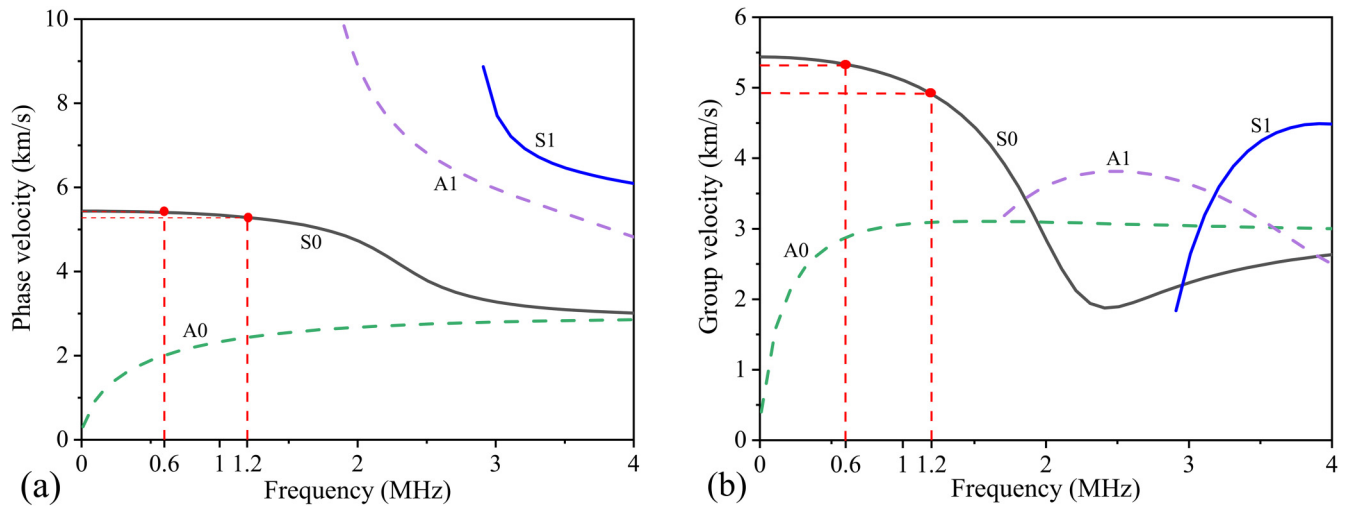 10
8
6
4
2
0
Phase velocity (km/s)
S1
A1
S0
A0
0
0.6
1
1.2
2
3
4
Frequency (MHz)
(a)
6
5
4
3
2
1
0
Group velocity (km/s)
S0
S1
A1
A0
0
0.6
1
1.2
2
3
4
Frequency (MHz)
(b)